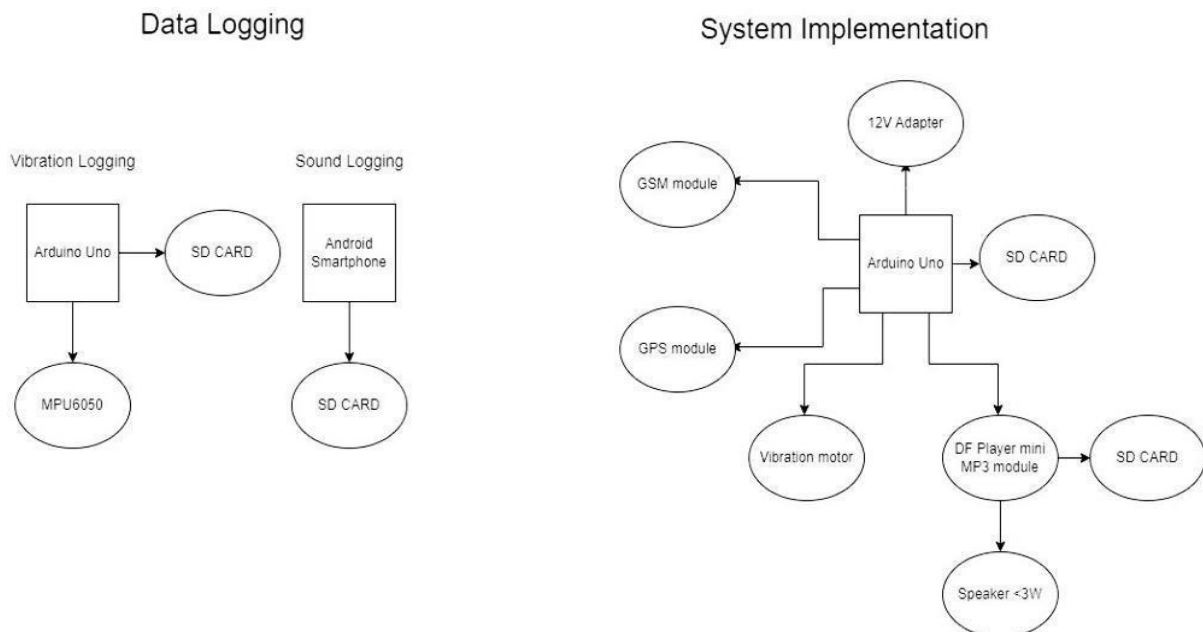 Data Logging
System Implementation
Vibration Logging
Sound Logging
Arduino Uno
SD CARD
Android
Smartphone
MPU6050
SD CARD
12V Adapter
GSM module
Arduino Uno
SD CARD
GPS module
Vibration motor
DF Player mini
MP3 module
SD CARD
Speaker <3W